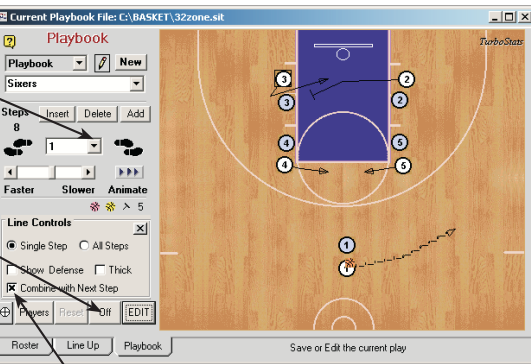 Current Playbook File: C:\BASKET\32zone.sit
Playbook
TurboStats
Playbook New
Sixers
Steps Insert Delete Add
8
1
Faster Slower Animate
5
Line Controls
Single Step All Steps
Show Defense Thick
Combine with Next Step
Players Reset Off EDIT
Roster Line Up Playbook
Save or Edit the current play
3 2
3 2
4 5
4 5
1
1